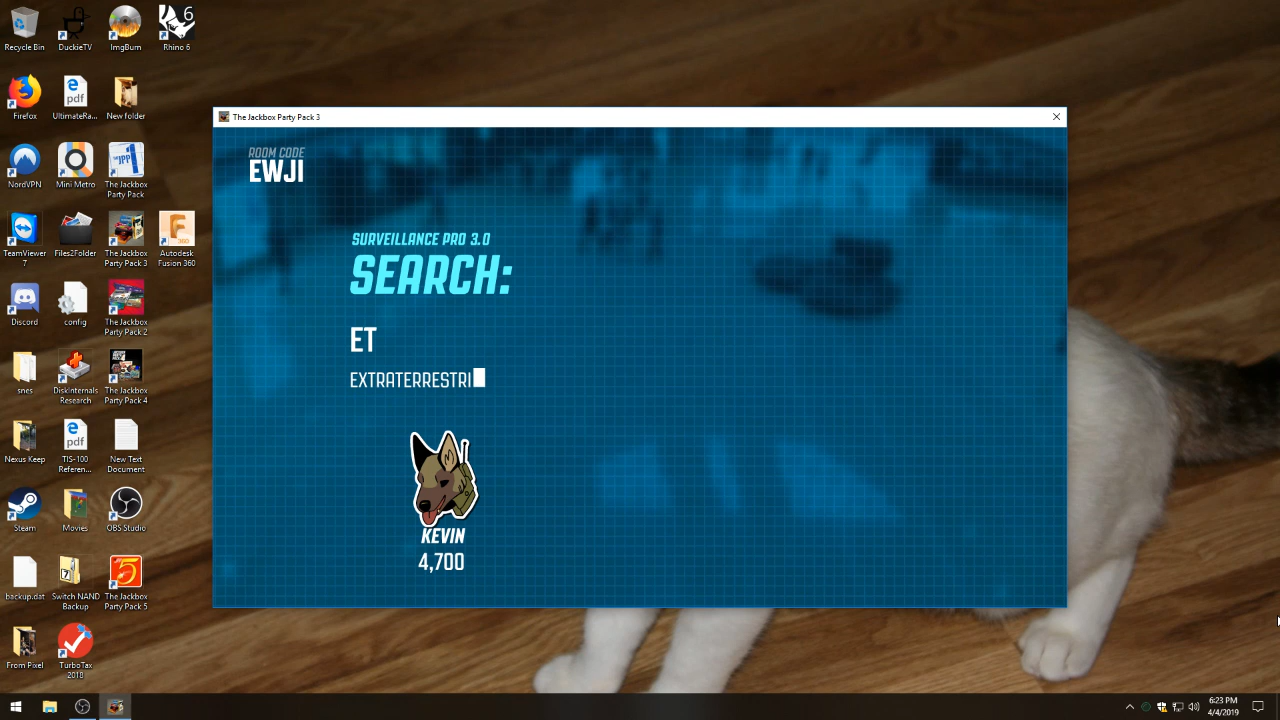 Recycle Bin
DuckieTV
ImgBurn
Rhino 6
Firefox
UltimateRa...
New folder
NordVPN
Mini Metro
The Jackbox
Party Pack
TeamViewer
7
Files2Folder
The Jackbox
Party Pack 3
Autodesk
Fusion 360
Discord
config
The Jackbox
Party Pack 2
snes
DiskInternals
Research
The Jackbox
Party Pack 4
Nexus Keep
TIS-100
Referen...
New Text
Document
Steam
Movies
OBS Studio
backup.dat
Switch NAND
Backup
The Jackbox
Party Pack 5
From Pixel
TurboTax
2018
The Jackbox Party Pack 3
ROOM CODE
EWJI
SURVEILLANCE PRO 3.0
SEARCH:
ET
EXTRATERRESTRI
KEVIN
4,700
6:23 PM
4/4/2019